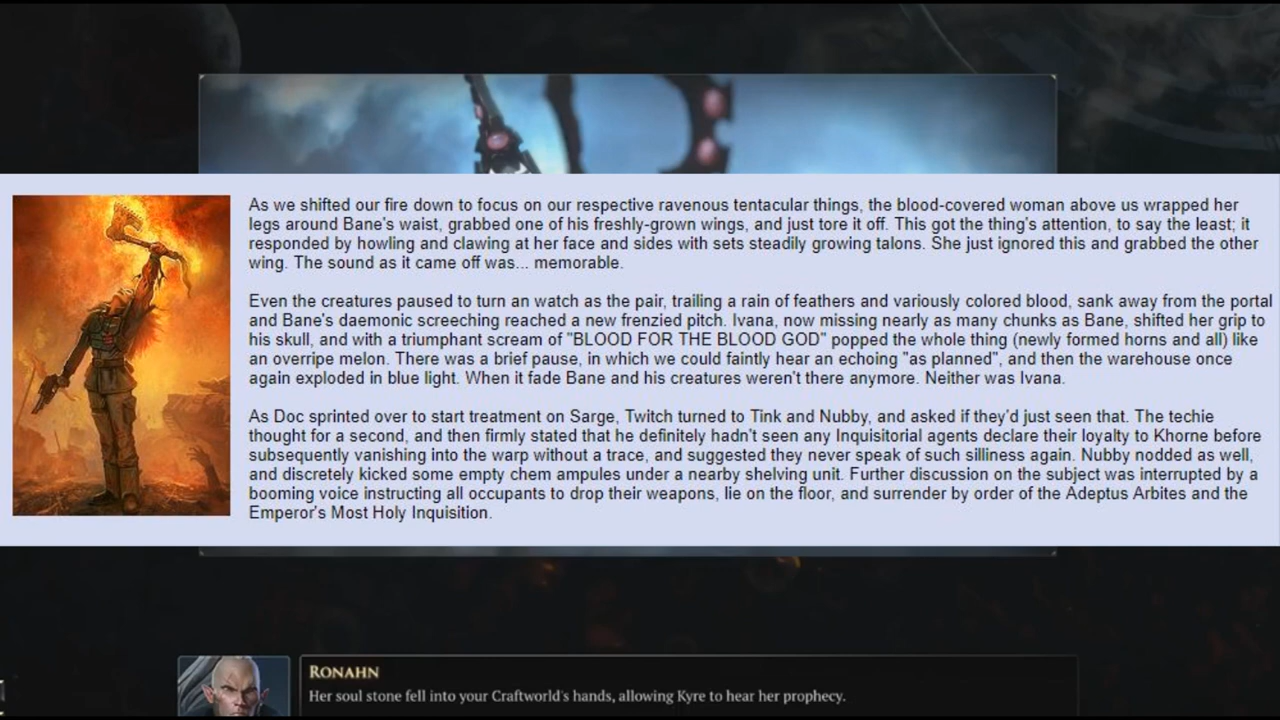 As we shifted our fire down to focus on our respective ravenous tentacular things, the blood-covered woman above us wrapped her
legs around Bane's waist, grabbed one of his freshly-grown wings, and just tore it off. This got the thing's attention, to say the least; it
responded by howling and clawing at her face and sides with sets steadily growing talons. She just ignored this and grabbed the other
wing. The sound as it came off was... memorable.
Even the creatures paused to turn an watch as the pair, trailing a rain of feathers and variously colored blood, sank away from the portal
and Bane's daemonic screeching reached a new frenzied pitch. Ivana, now missing nearly as many chunks as Bane, shifted her grip to
his skull, and with a triumphant scream of "BLOOD FOR THE BLOOD GOD" popped the whole thing (newly formed horns and all) like
an overripe melon. There was a brief pause, in which we could faintly hear an echoing "as planned", and then the warehouse once
again exploded in blue light. When it fade Bane and his creatures weren't there anymore. Neither was Ivana.
As Doc sprinted over to start treatment on Sarge, Twitch turned to Tink and Nubby, and asked if they'd just seen that. The techie
thought for a second, and then firmly stated that he definitely hadn't seen any Inquisitorial agents declare their loyalty to Khorne before
subsequently vanishing into the warp without a trace, and suggested they never speak of such silliness again. Nubby nodded as well,
and discretely kicked some empty chem ampules under a nearby shelving unit. Further discussion on the subject was interrupted by a
booming voice instructing all occupants to drop their weapons, lie on the floor, and surrender by order of the Adeptus Arbites and the
Emperor's Most Holy Inquisition.
RONAHN
Her soul stone fell into your Craftworld's hands, allowing Kyre to hear her prophecy.